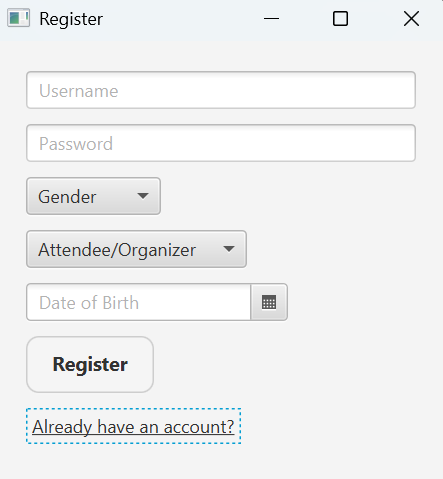 Register
Username
Password
Gender
Attendee/Organizer
Date of Birth
Register
Already have an account?